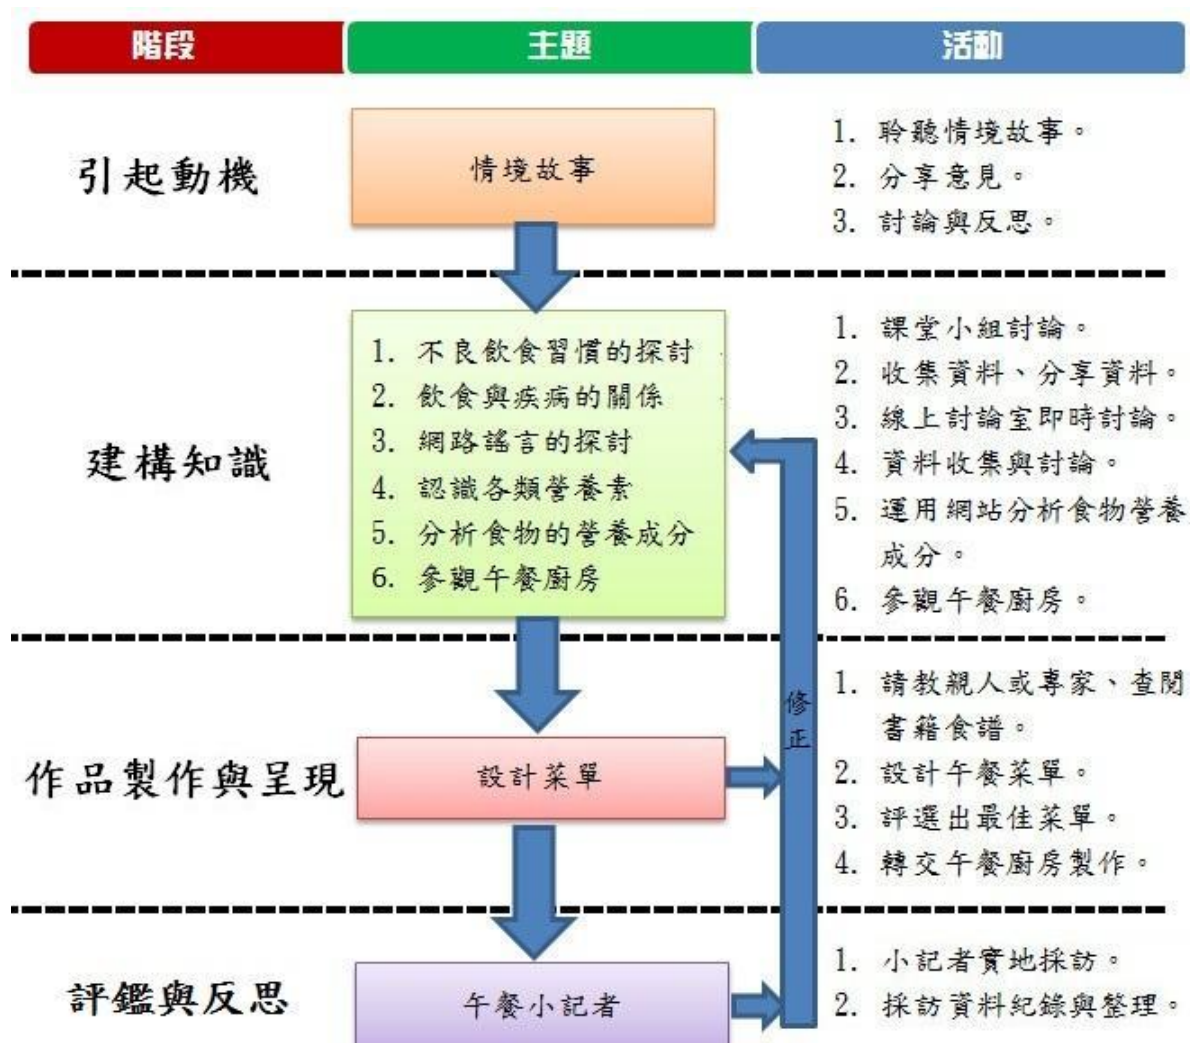 階段
主題
活動
引起動機
情境故事
1. 聆聽情境故事。
2. 分享意見。
3. 討論與反思。
建構知識
1. 不良飲食習慣的探討
2. 飲食與疾病的關係
3. 網路謠言的探討
4. 認識各類營養素
5. 分析食物的營養成分
6. 參觀午餐廚房
1. 課堂小組討論。
2. 收集資料、分享資料。
3. 線上討論室即時討論。
4. 資料收集與討論。
5. 運用網站分析食物營養
成分。
6. 參觀午餐廚房。
修
正
作品製作與呈現
設計菜單
1. 請教親人或專家、查閱
書籍食譜。
2. 設計午餐菜單。
3. 評選出最佳菜單。
4. 轉交午餐廚房製作。
評鑑與反思
午餐小記者
1. 小記者實地採訪。
2. 採訪資料紀錄與整理。